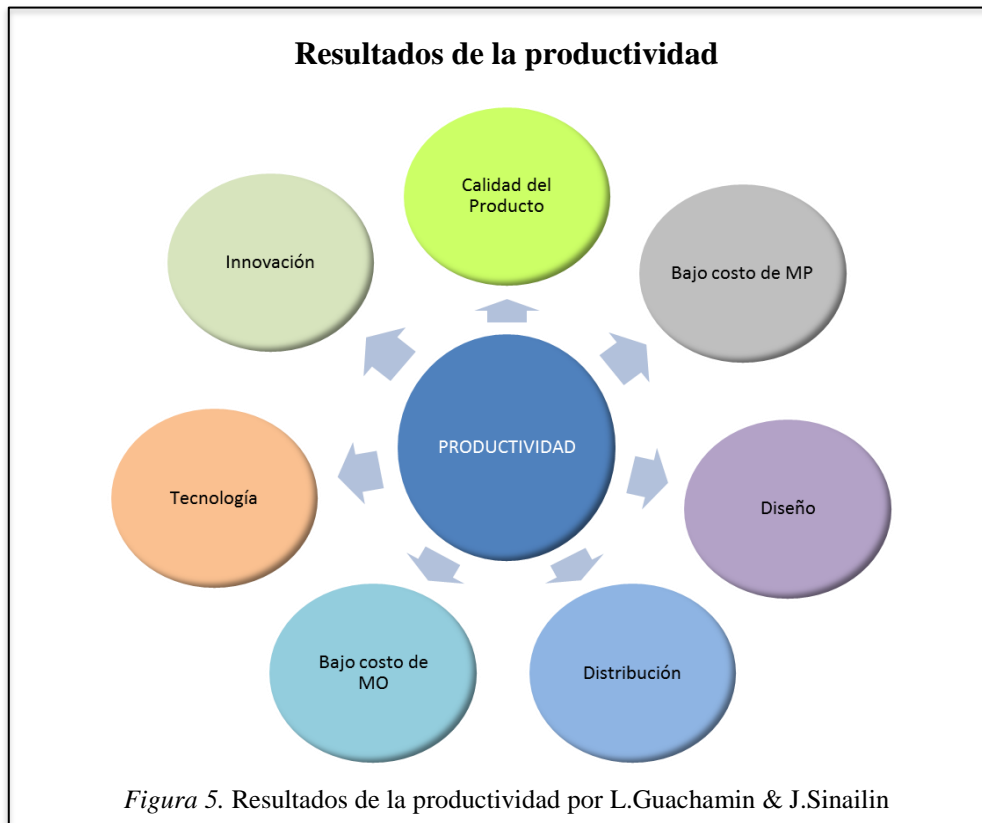 Resultados de la productividad
Calidad del
Producto
Innovación
Bajo costo de MP
PRODUCTIVIDAD
Tecnología
Diseño
Bajo costo de
MO
Distribución
Figura 5. Resultados de la productividad por L.Guachamin & J.Sinailin